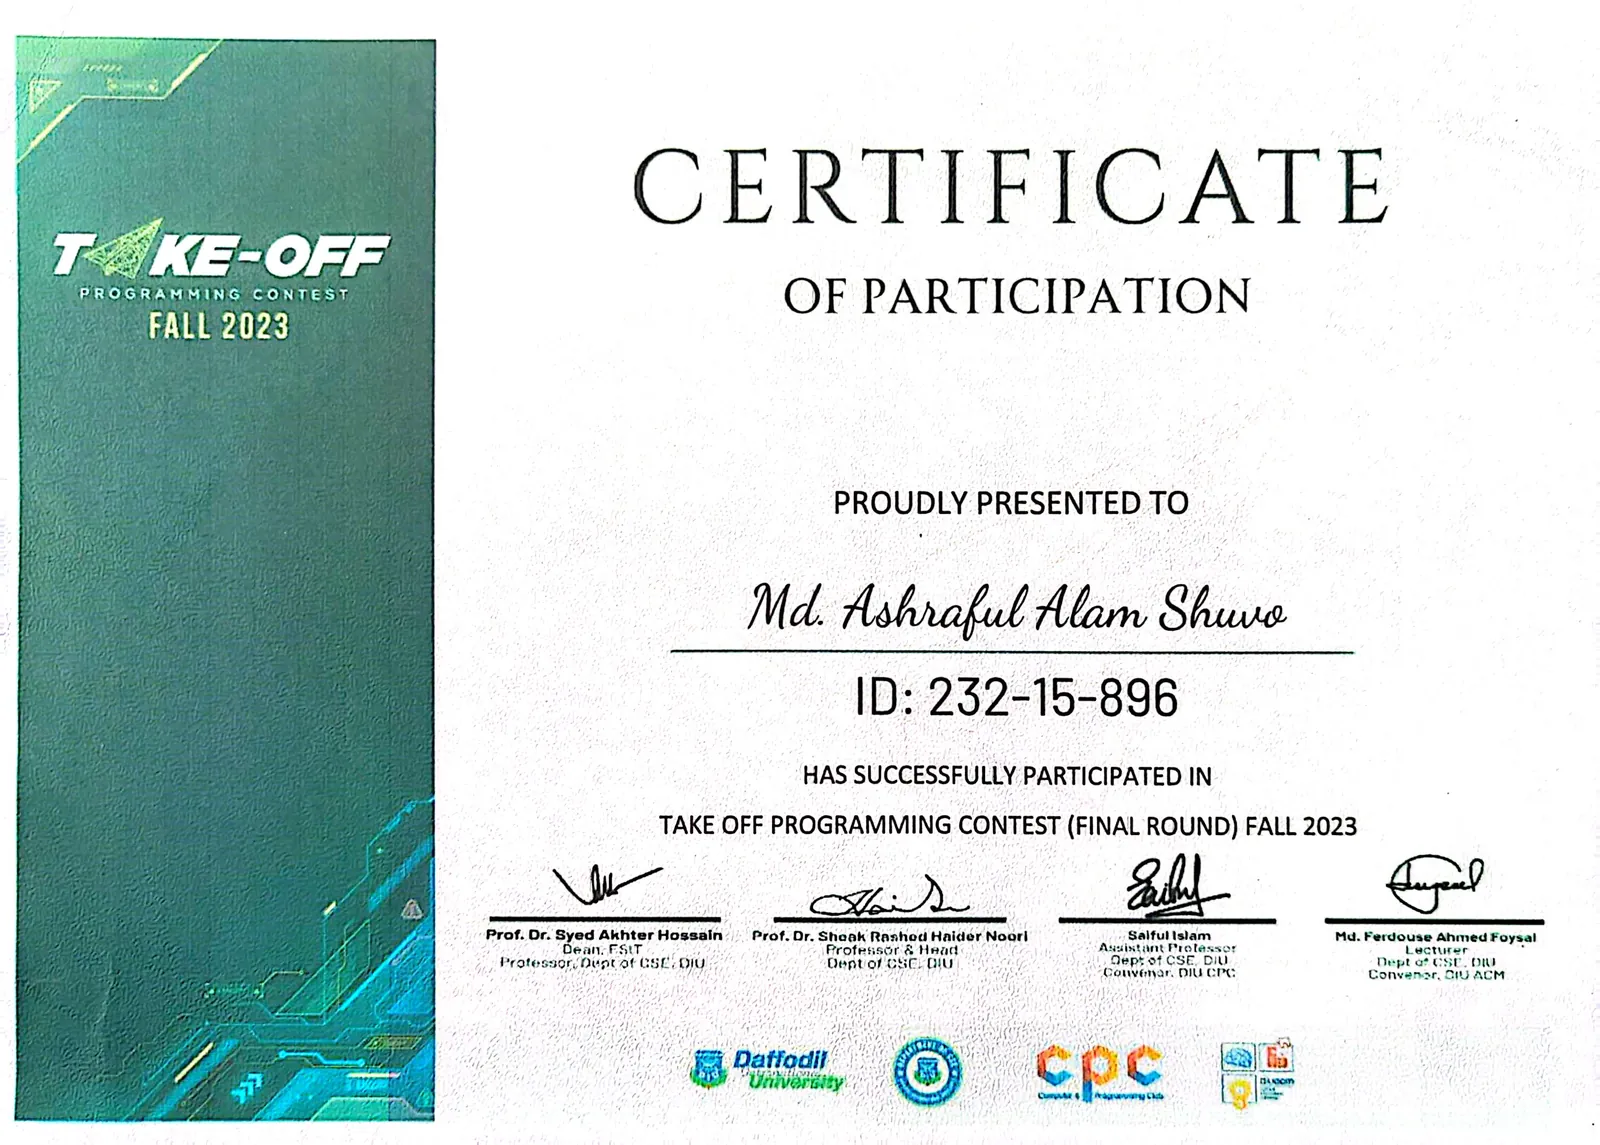 TAKE-OFF
PROGRAMMING CONTEST
FALL 2023
CERTIFICATE
OF PARTICIPATION
PROUDLY PRESENTED TO
Md. Ashraful Alam Shuvo
ID: 232-15-896
HAS SUCCESSFULLY PARTICIPATED IN
TAKE OFF PROGRAMMING CONTEST (FINAL ROUND) FALL 2023
Prof. Dr. Syed Akhter Hossain
Dean, FSIT
Professor, Dept of CSE, DIU
Prof. Dr. Sheak Rashed Haider Noori
Professor & Head
Dept of CSE, DIU
Saiful Islam
Assistant Professor
Dept of CSE, DIU
Convenor, DIU CPC
Md. Ferdouse Ahmed Foysal
Lecturer
Dept of CSE, DIU
Convenor, DIU ACM
Daffodil
International
University
cpc
Computer & Programming Club